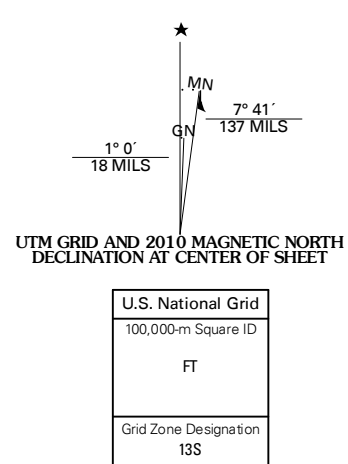 MN
7° 41´
137 MILS
GN
1° 0´
18 MILS
UTM GRID AND 2010 MAGNETIC NORTH
DECLINATION AT CENTER OF SHEET
U.S. National Grid
100,000-m Square ID
FT
Grid Zone Designation
13S